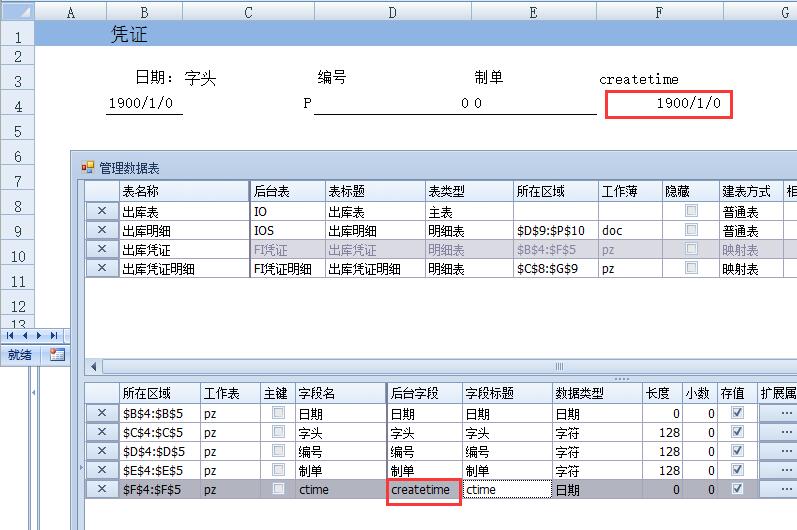 A B C D E F G
1 凭证
2
3 日期： 字头 编号 制单 createtime
4 1900/1/0 P 0 0 1900/1/0
5
6
7
8
9
10
11
12
13
就绪
管理数据表
表名称 后台表 表标题 表类型 所在区域 工作薄 隐藏 建表方式 相
出库表 IO 出库表 主表 普通表
出库明细 IOS 出库明细 明细表 $D$9:$P$10 doc 普通表
出库凭证 FI凭证 出库凭证 明细表 $B$4:$F$5 pz 映射表
出库凭证明细 FI凭证明细 出库凭证明细 明细表 $C$8:$G$9 pz 映射表
所在区域 工作表 主键 字段名 后台字段 字段标题 数据类型 长度 小数 存值 扩展属
$B$4:$B$5 pz 日期 日期 日期 日期 0 0
$C$4:$C$5 pz 字头 字头 字头 字符 128 0
$D$4:$D$5 pz 编号 编号 编号 字符 128 0
$E$4:$E$5 pz 制单 制单 制单 字符 128 0
$F$4:$F$5 pz ctime createtime ctime 日期 0 0